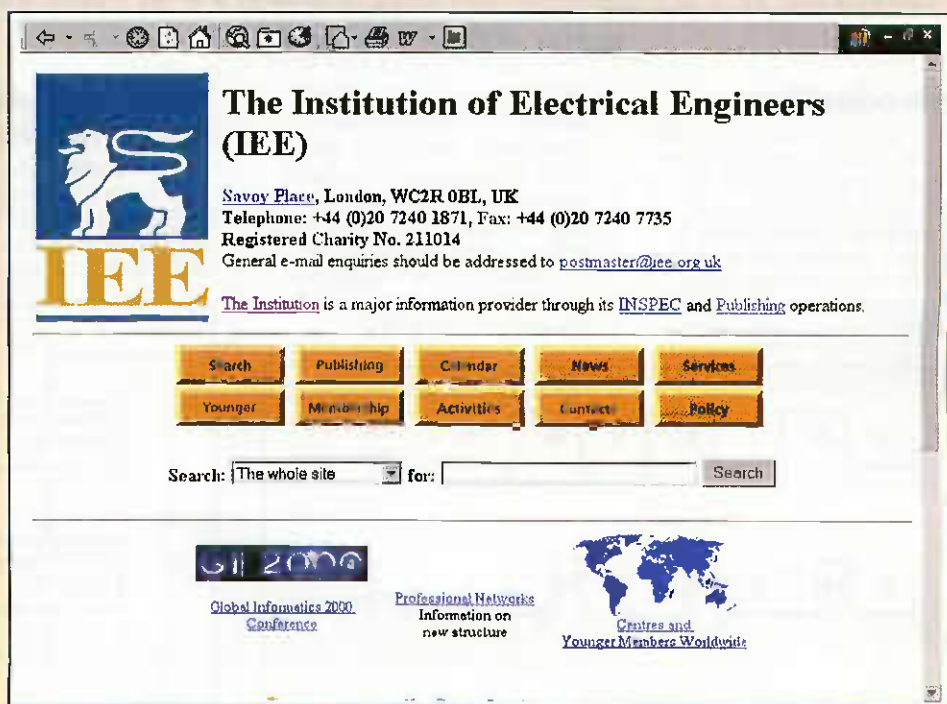 The Institution of Electrical Engineers
(IEE)
Savoy Place, London, WC2R 0BL, UK
Telephone: +44 (0)20 7240 1871, Fax: +44 (0)20 7240 7735
Registered Charity No. 211014
General e-mail enquiries should be addressed to postmaster@iee.org.uk
IEE
The Institution is a major information provider through its INSPEC and Publishing operations.
Search Publishing Calendar News Services
Younger Membership Activities Contacts Policy
Search: The whole site for: Search
GII 2000
Global Informatics 2000
Conference
Professional Networks
Information on
new structure
Centres and
Younger Members Worldwide